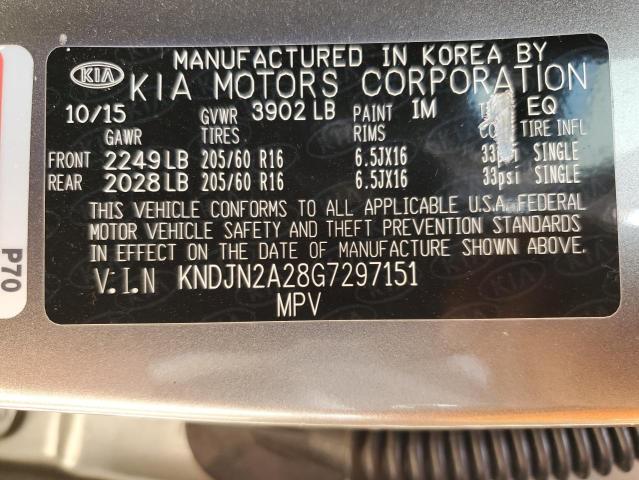 KIA
MANUFACTURED IN KOREA BY
KIA MOTORS CORPORATION
10/15 GVWR 3902 LB PAINT IM EQ
GAWR TIRES RIMS TIRE INFL
FRONT 2249 LB 205/60 R16 6.5JX16 SINGLE
REAR 2028 LB 205/60 R16 6.5JX16 33psi SINGLE
THIS VEHICLE CONFORMS TO ALL APPLICABLE U.S.A. FEDERAL
MOTOR VEHICLE SAFETY AND THEFT PREVENTION STANDARDS
IN EFFECT ON THE DATE OF MANUFACTURE SHOWN ABOVE.
V.I.N KNDJN2A28G7297151
MPV
P70